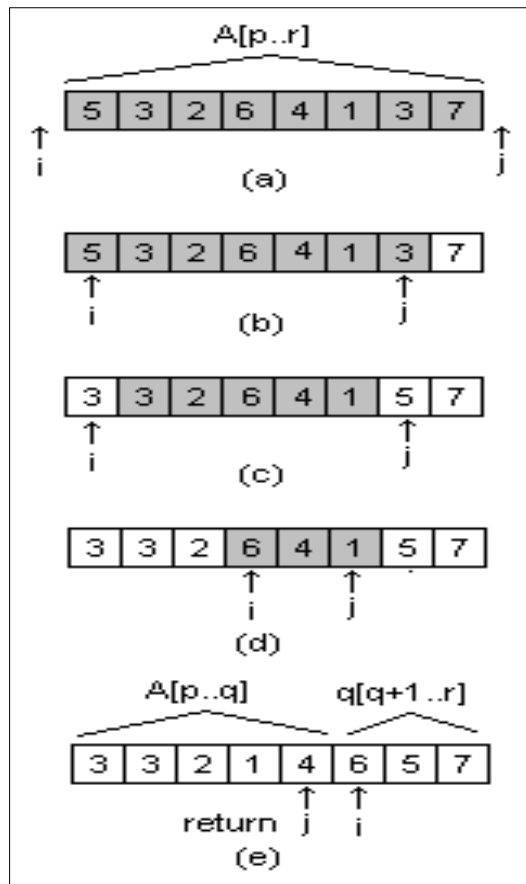 A[p..r]
5 3 2 6 4 1 3 7
i j
(a)
5 3 2 6 4 1 3 7
i j
(b)
3 3 2 6 4 1 5 7
i j
(c)
3 3 2 6 4 1 5 7
i j
(d)
A[p..q] q[q+1..r]
3 3 2 1 4 6 5 7
return j i
(e)